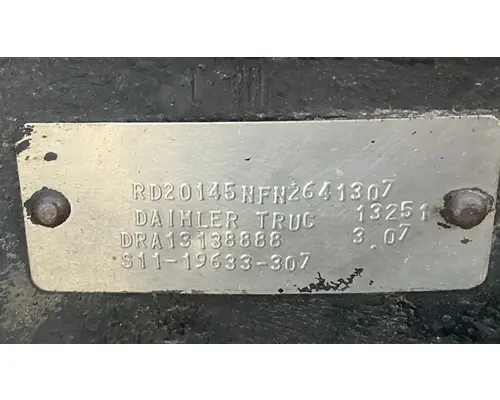 RD20145NFN2641307
DAIMLER TRUC 13251
DRA13138888 3.07
S11-19633-307